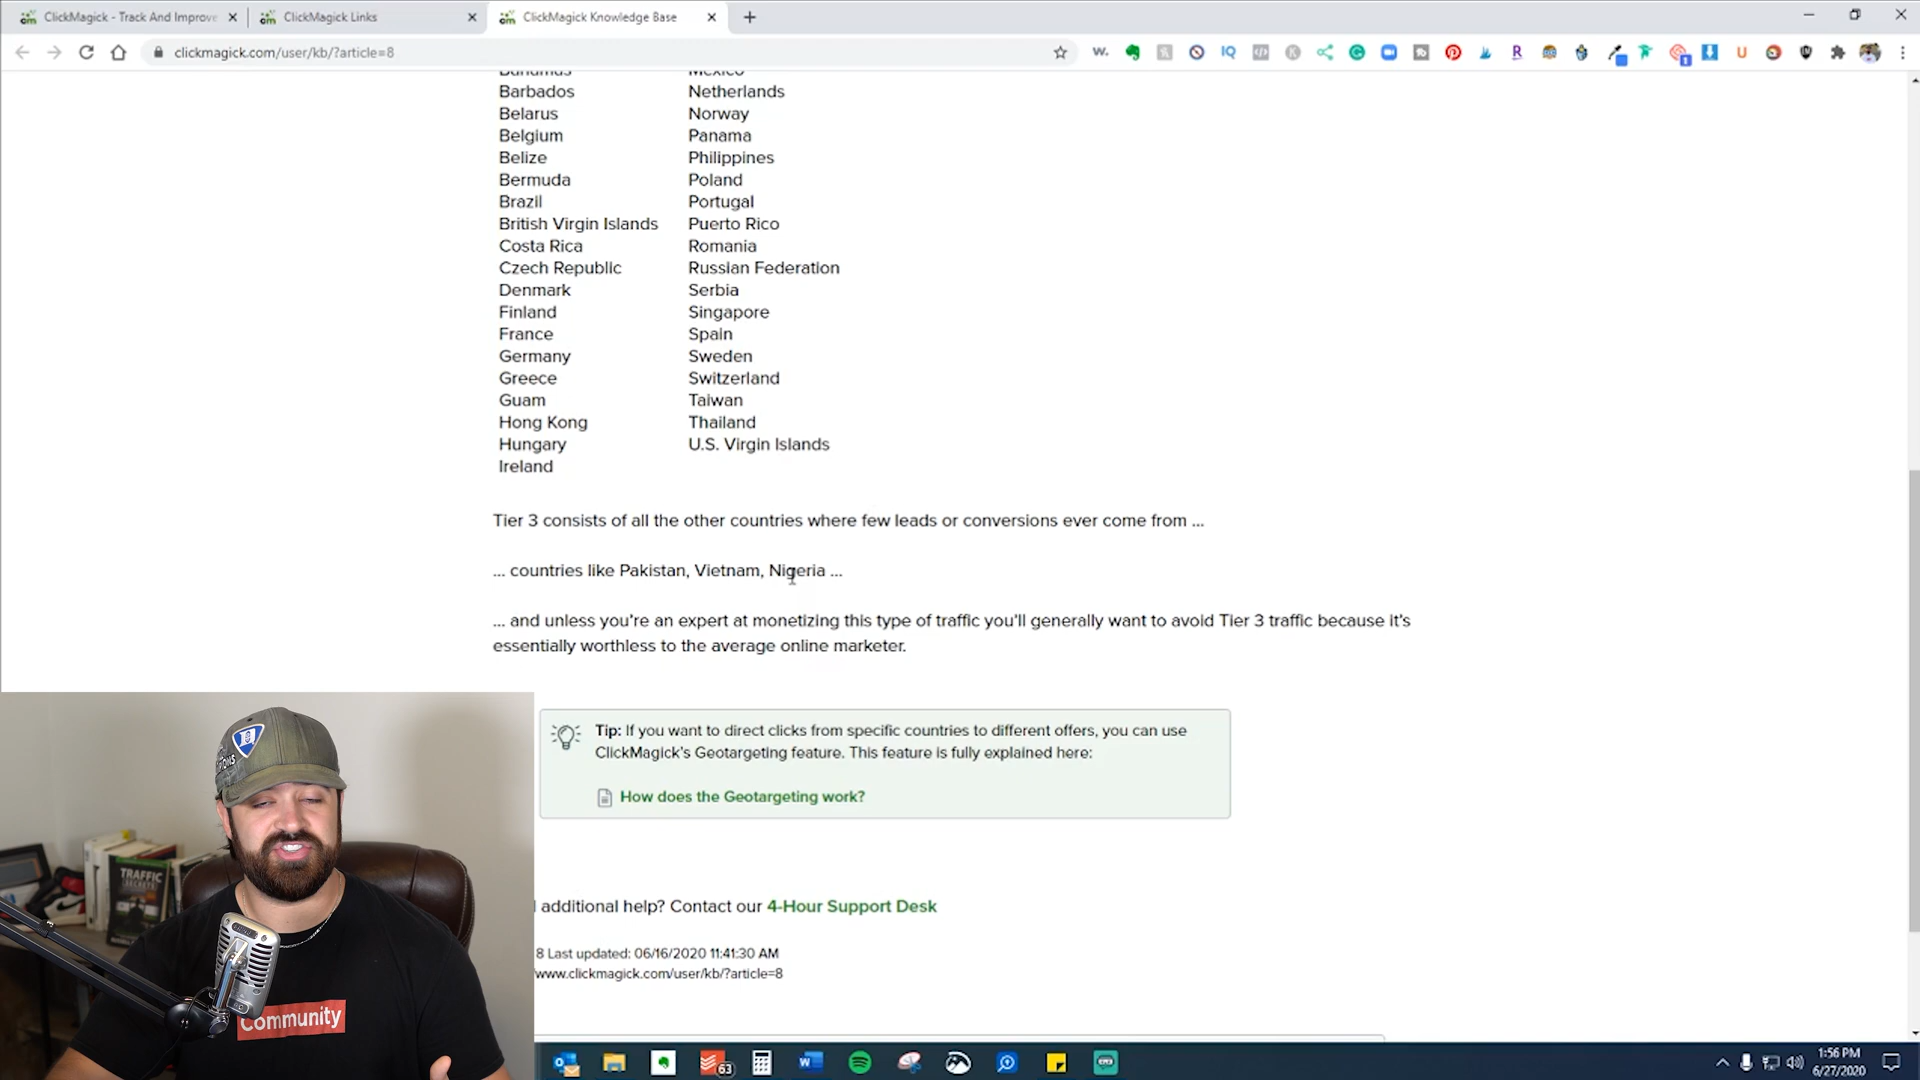 ClickMagick - Track And Improve
ClickMagick Links
ClickMagick Knowledge Base
clickmagick.com/user/kb/?article=8
Bahamas Mexico
Barbados Netherlands
Belarus Norway
Belgium Panama
Belize Philippines
Bermuda Poland
Brazil Portugal
British Virgin Islands Puerto Rico
Costa Rica Romania
Czech Republic Russian Federation
Denmark Serbia
Finland Singapore
France Spain
Germany Sweden
Greece Switzerland
Guam Taiwan
Hong Kong Thailand
Hungary U.S. Virgin Islands
Ireland
Tier 3 consists of all the other countries where few leads or conversions ever come from ...
... countries like Pakistan, Vietnam, Nigeria ...
... and unless you're an expert at monetizing this type of traffic you'll generally want to avoid Tier 3 traffic because it's
essentially worthless to the average online marketer.
Tip: If you want to direct clicks from specific countries to different offers, you can use
ClickMagick's Geotargeting feature. This feature is fully explained here:
How does the Geotargeting work?
additional help? Contact our 4-Hour Support Desk
8 Last updated: 06/16/2020 11:41:30 AM
www.clickmagick.com/user/kb/?article=8
TRAFFIC
SECRETS
Community
63
1:56 PM
6/27/2020